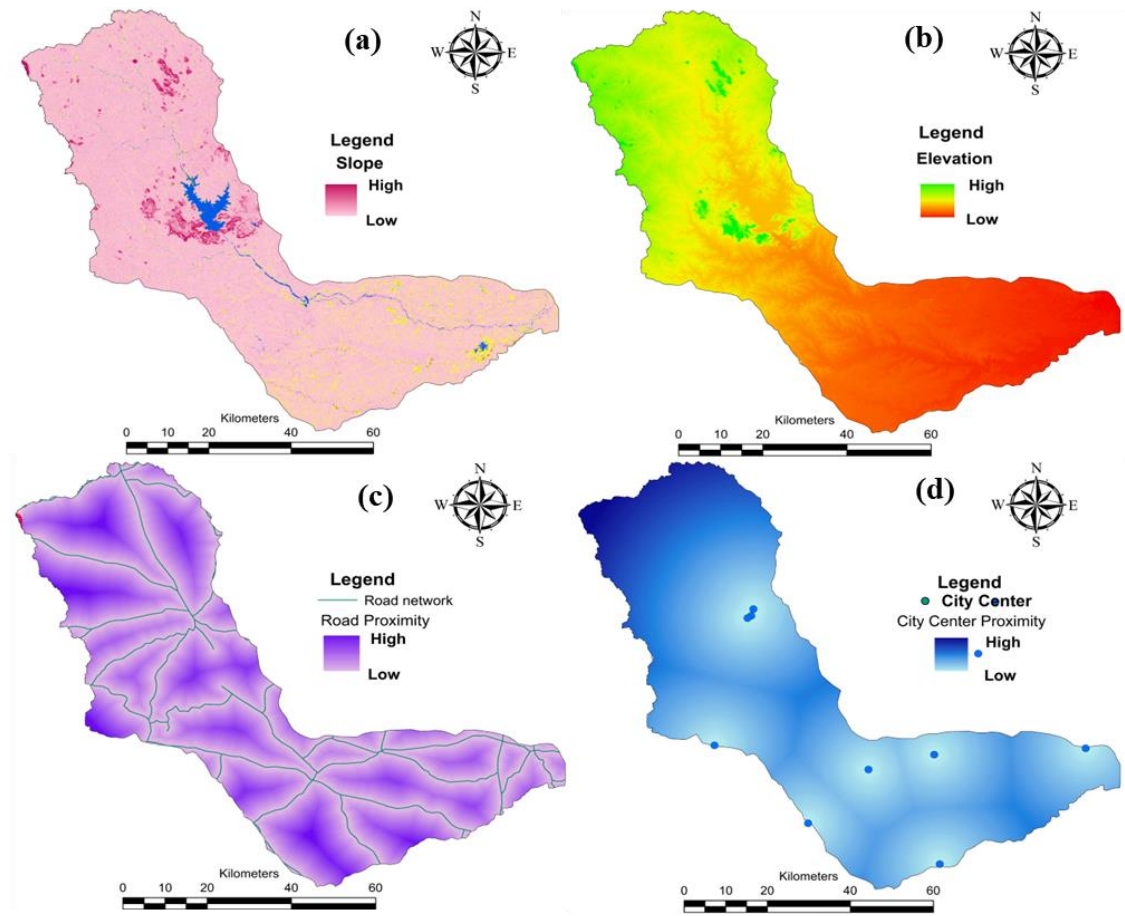 (a)
N
W E
S
Legend
Slope
High
Low
Kilometers
0 10 20 40 60
(b)
N
W E
S
Legend
Elevation
High
Low
Kilometers
0 10 20 40 60
(c)
N
W E
S
Legend
Road network
Road Proximity
High
Low
Kilometers
0 10 20 40 60
(d)
N
W E
S
Legend
City Center
City Center Proximity
High
Low
Kilometers
0 10 20 40 60